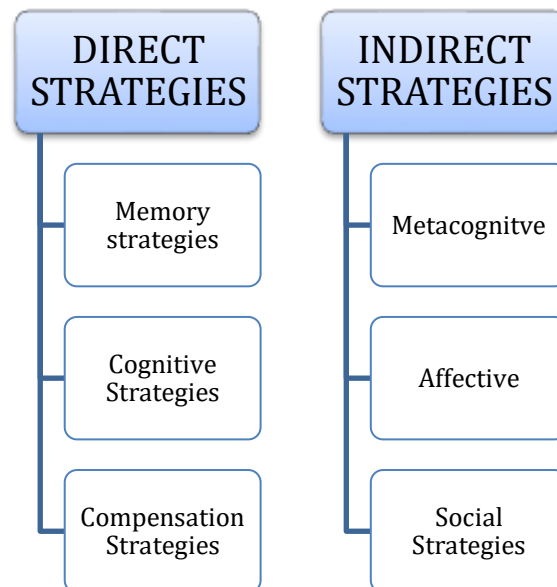 DIRECT
STRATEGIES
Memory
strategies
Cognitive
Strategies
Compensation
Strategies
INDIRECT
STRATEGIES
Metacognitve
Affective
Social
Strategies